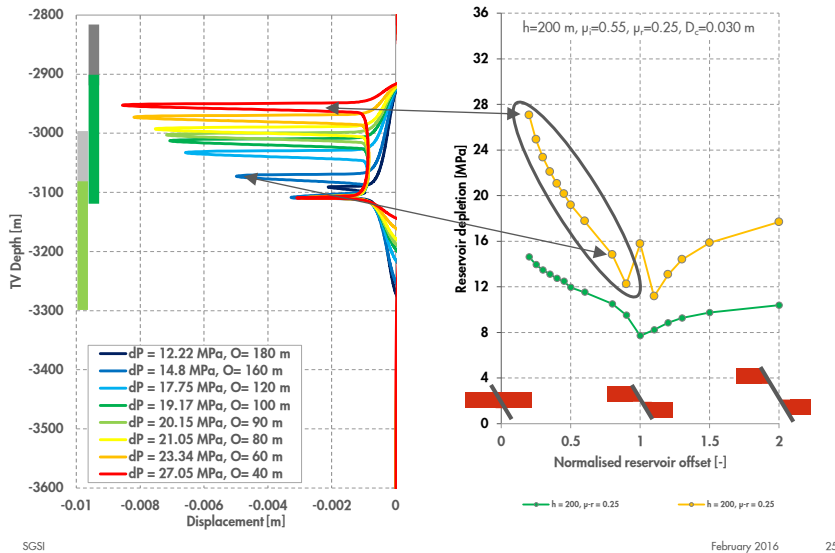 -2800
-2900
-3000
-3100
-3200
-3300
-3400
-3500
-3600
TV Depth [m]
-0.01
-0.008
-0.006
-0.004
-0.002
0
Displacement [m]
dP = 12.22 MPa, O= 180 m
dP = 14.8 MPa, O= 160 m
dP = 17.75 MPa, O= 120 m
dP = 19.17 MPa, O= 100 m
dP = 20.15 MPa, O= 90 m
dP = 21.05 MPa, O= 80 m
dP = 23.34 MPa, O= 60 m
dP = 27.05 MPa, O= 40 m
36
32
28
24
20
16
12
8
4
0
Reservoir depletion [MPa]
h=200 m, μi=0.55, μr=0.25, Dc=0.030 m
0
0.5
1
1.5
2
Normalised reservoir offset [-]
h = 200, μ-r = 0.25
h = 200, μ-r = 0.25
SGSI
February 2016
25